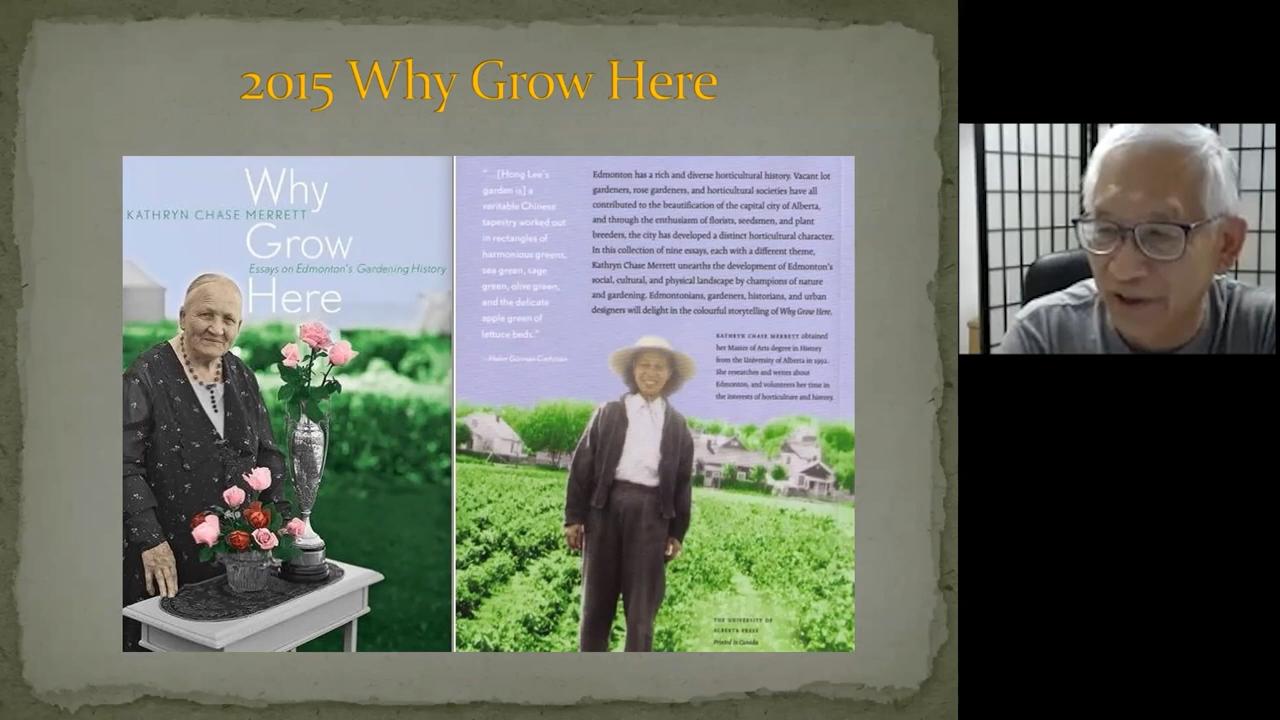 2015 Why Grow Here
Why
KATHRYN CHASE MERRETT
Grow
Essays on Edmonton's Gardening History
Here
"...[Hong Lee's
garden is] a
veritable Chinese
tapestry worked out
in rectangles of
harmonious greens,
sea green, sage
green, olive green,
and the delicate
apple green of
lettuce beds."
Edmonton has a rich and diverse horticultural history. Vacant lot
gardeners, rose gardeners, and horticultural societies have all
contributed to the beautification of the capital city of Alberta,
and through the enthusiasm of florists, seedsmen, and plant
breeders, the city has developed a distinct horticultural character.
In this collection of nine essays, each with a different theme,
Kathryn Chase Merrett unearths the development of Edmonton's
social, cultural, and physical landscape by champions of nature
and gardening. Edmontonians, gardeners, historians, and urban
designers will delight in the colourful storytelling of Why Grow Here.
KATHRYN CHASE MERRETT obtained
her Master of Arts degree in History
from the University of Alberta in 1992.
She researches and writes about
Edmonton, and volunteers her time in
the interests of horticulture and history.
THE UNIVERSITY OF
ALBERTA PRESS
Printed in Canada